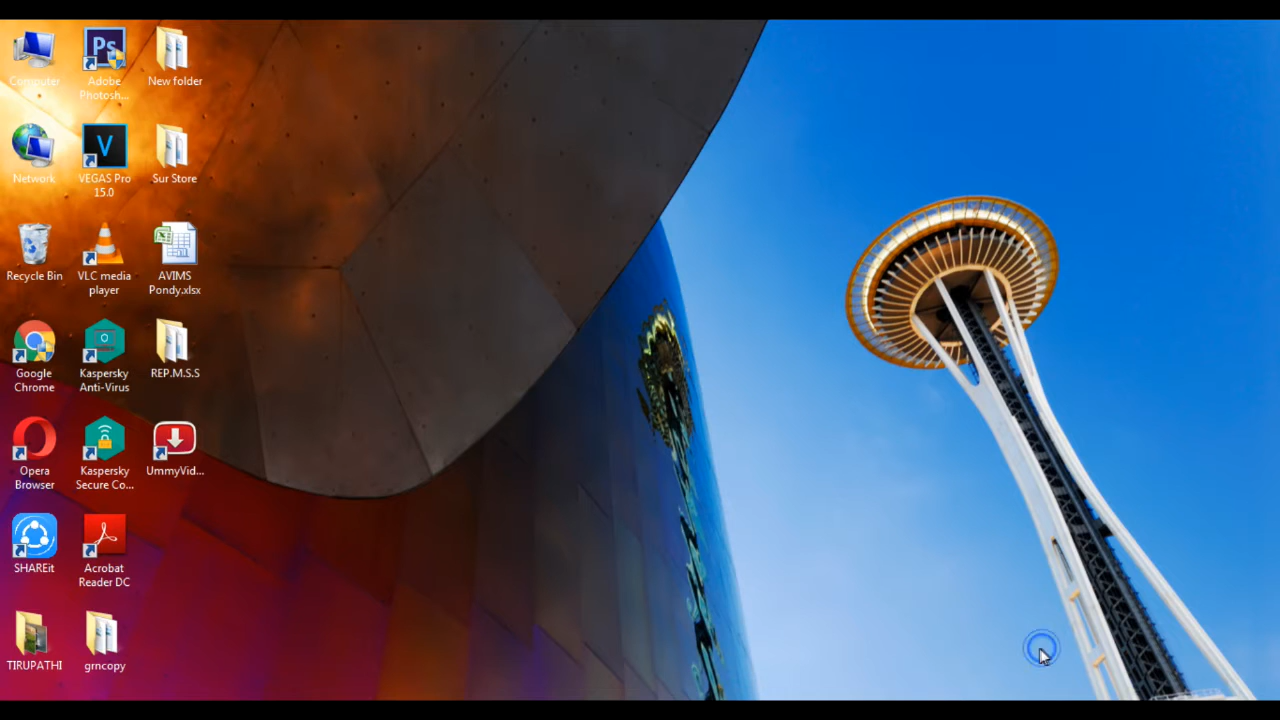 Computer
Adobe
Photosh...
New folder
Network
VEGAS Pro
15.0
Sur Store
Recycle Bin
VLC media
player
AVIMS
Pondy.xlsx
Google
Chrome
Kaspersky
Anti-Virus
REP.M.S.S
Opera
Browser
Kaspersky
Secure Co...
UmmyVid...
SHAREit
Acrobat
Reader DC
TIRUPATHI
grncopy